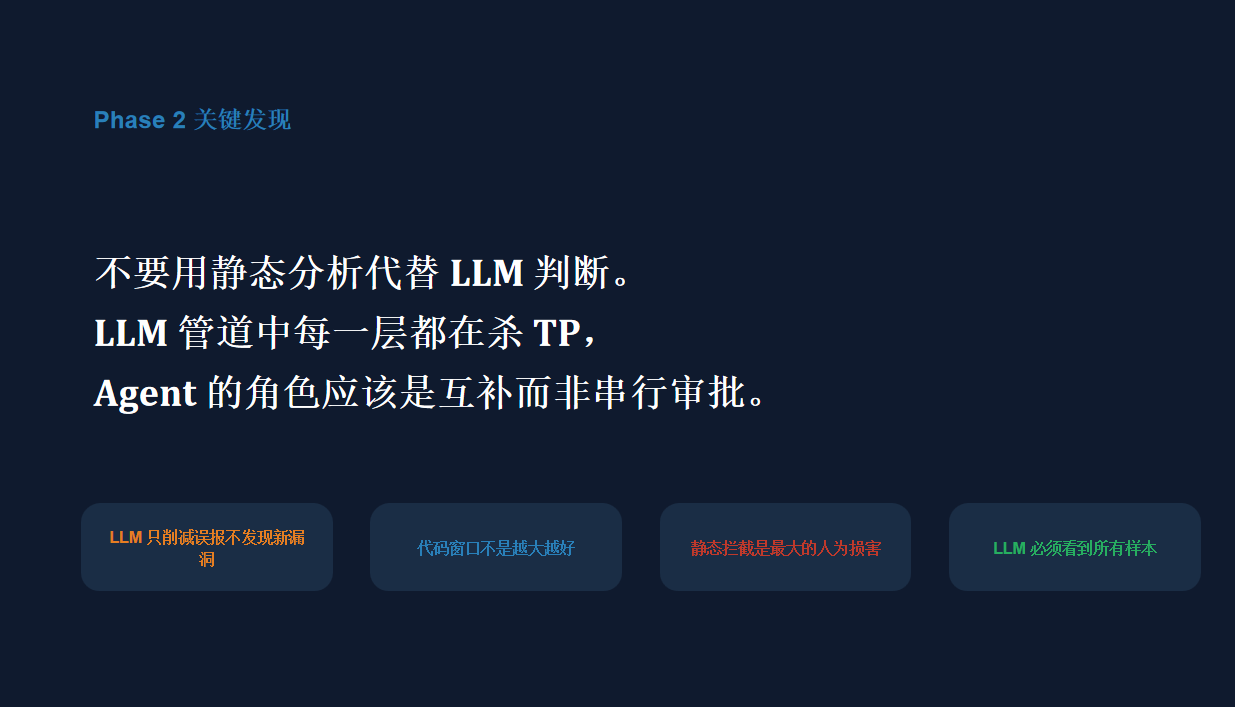 Phase 2 关键发现
不要用静态分析代替 LLM 判断。
LLM 管道中每一层都在杀 TP，
Agent 的角色应该是互补而非串行审批。
LLM 只削减误报不发现新漏
洞
代码窗口不是越大越好
静态拦截是最大的人为损害
LLM 必须看到所有样本